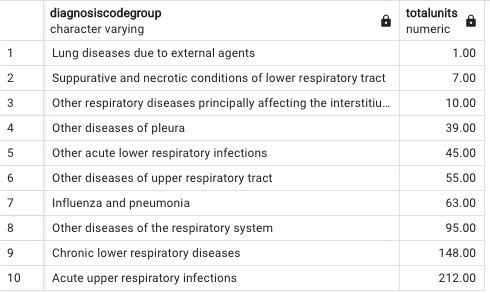 diagnosiscodegroup totalunits
character varying numeric
1 Lung diseases due to external agents 1.00
2 Suppurative and necrotic conditions of lower respiratory tract 7.00
3 Other respiratory diseases principally affecting the interstitiu... 10.00
4 Other diseases of pleura 39.00
5 Other acute lower respiratory infections 45.00
6 Other diseases of upper respiratory tract 55.00
7 Influenza and pneumonia 63.00
8 Other diseases of the respiratory system 95.00
9 Chronic lower respiratory diseases 148.00
10 Acute upper respiratory infections 212.00